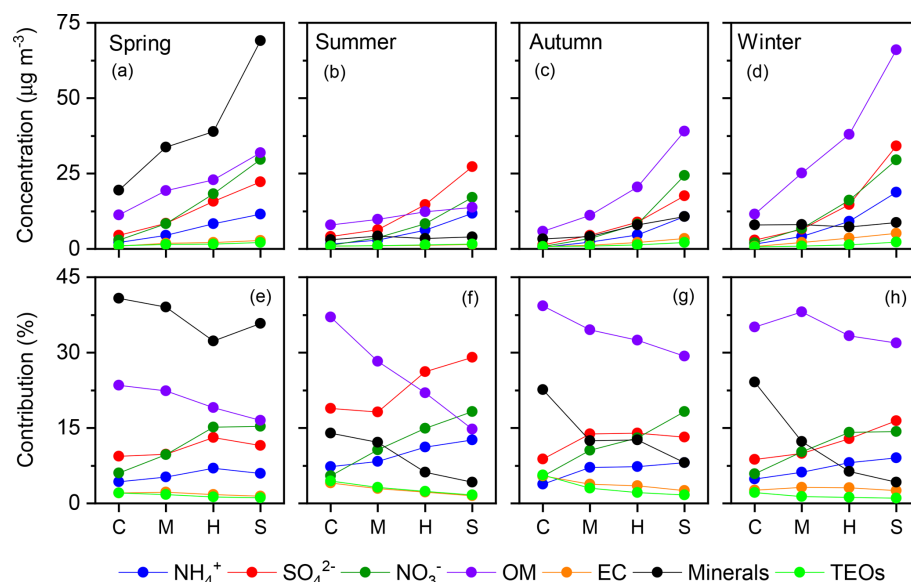 Concentration (µg m⁻³)
75
50
25
0
Spring
(a)
Summer
(b)
Autumn
(c)
Winter
(d)
Contribution (%)
45
30
15
0
(e)
(f)
(g)
(h)
C M H S C M H S C M H S C M H S
NH₄⁺ SO₄²⁻ NO₃⁻ OM EC Minerals TEOs